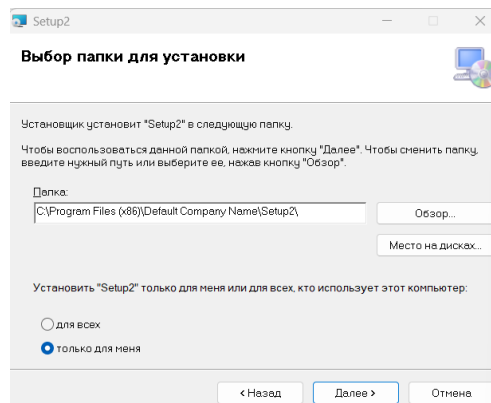 Setup2
Выбор папки для установки
Установщик установит "Setup2" в следующую папку.
Чтобы воспользоваться данной папкой, нажмите кнопку "Далее". Чтобы сменить папку,
введите нужный путь или выберите ее, нажав кнопку "Обзор".
Папка:
C:\Program Files (x86)\Default Company Name\Setup2\
Обзор...
Место на дисках...
Установить "Setup2" только для меня или для всех, кто использует этот компьютер:
для всех
только для меня
< Назад
Далее >
Отмена